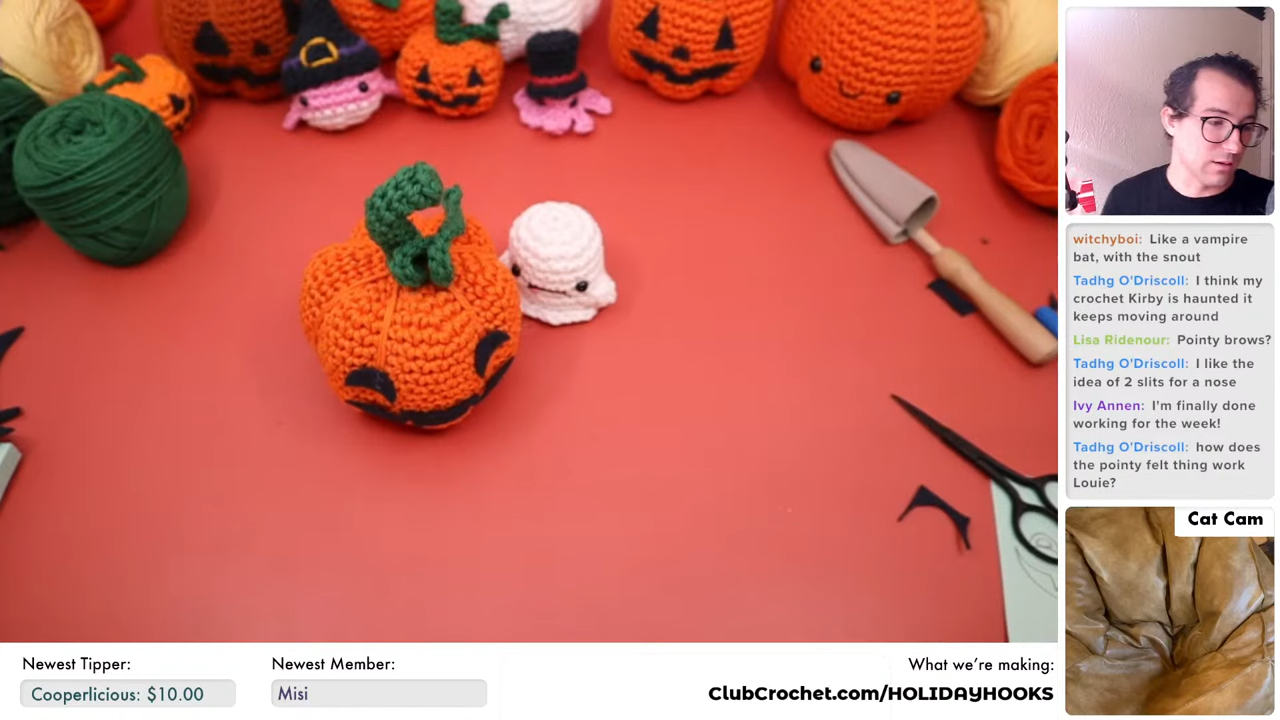 witchyboi: Like a vampire
bat, with the snout
Tadhg O'Driscoll: I think my
crochet Kirby is haunted it
keeps moving around
Lisa Ridenour: Pointy brows?
Tadhg O'Driscoll: I like the
idea of 2 slits for a nose
Ivy Annen: I'm finally done
working for the week!
Tadhg O'Driscoll: how does
the pointy felt thing work
Louie?
Cat Cam
Newest Tipper:
Cooperlicious: $10.00
Newest Member:
Misi
What we're making:
ClubCrochet.com/HOLIDAYHOOKS